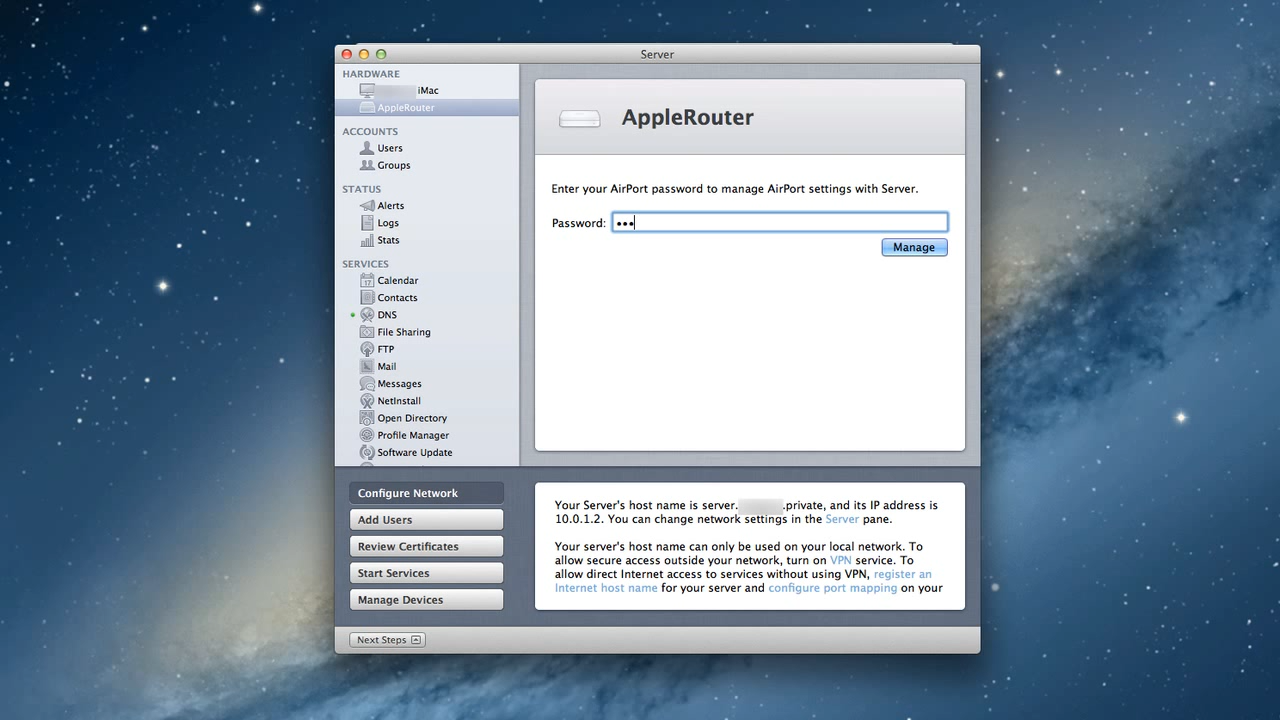 Server
HARDWARE
iMac
AppleRouter
ACCOUNTS
Users
Groups
STATUS
Alerts
Logs
Stats
SERVICES
17
Calendar
Contacts
DNS
File Sharing
FTP
Mail
Messages
NetInstall
Open Directory
Profile Manager
Software Update
AppleRouter
Enter your AirPort password to manage AirPort settings with Server.
Password: •••
Manage
Configure Network
Add Users
Review Certificates
Start Services
Manage Devices
Your Server's host name is server. .private, and its IP address is
10.0.1.2. You can change network settings in the Server pane.
Your server's host name can only be used on your local network. To
allow secure access outside your network, turn on VPN service. To
allow direct Internet access to services without using VPN, register an
Internet host name for your server and configure port mapping on your
Next Steps